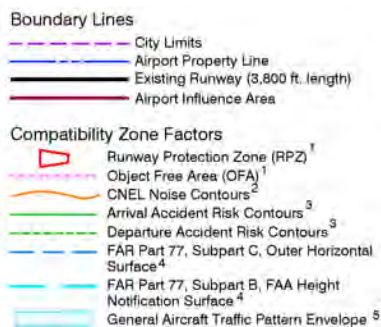 Boundary Lines
City Limits
Airport Property Line
Existing Runway (3,800 ft. length)
Airport Influence Area
Compatibility Zone Factors
Runway Protection Zone (RPZ) 1
Object Free Area (OFA) 1
CNEL Noise Contours 2
Arrival Accident Risk Contours 3
Departure Accident Risk Contours 3
FAR Part 77, Subpart C, Outer Horizontal
Surface 4
FAR Part 77, Subpart B, FAA Height
Notification Surface 4
General Aircraft Traffic Pattern Envelope 5